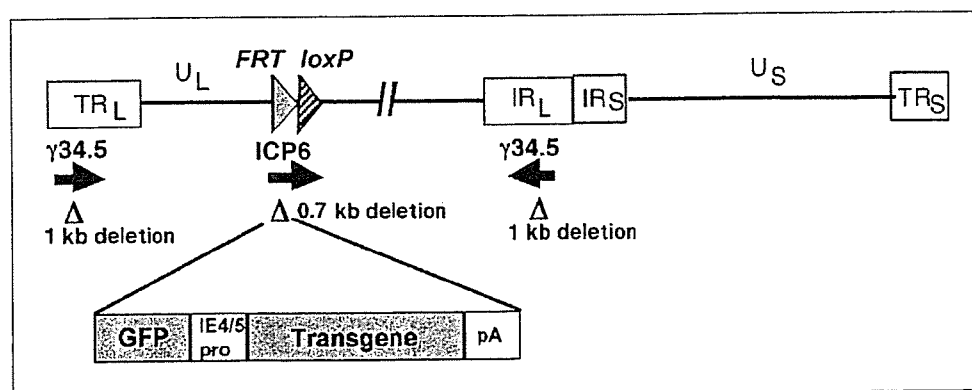 FRT loxP
U_L
U_S
TR_L
//
IR_L
IR_S
TR_S
γ34.5
ICP6
γ34.5
Δ
Δ 0.7 kb deletion
Δ
1 kb deletion
1 kb deletion
GFP
IE4/5
pro
Transgene
pA